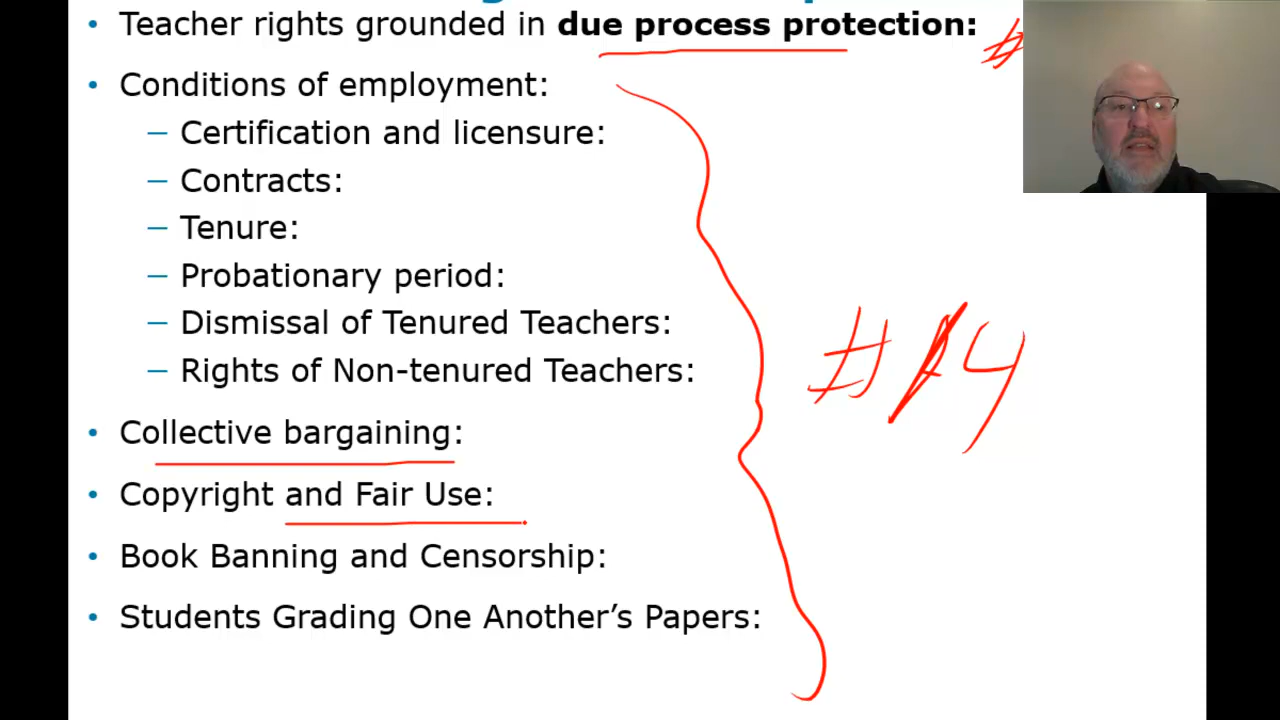 Teacher rights grounded in due process protection: #
• Conditions of employment:
– Certification and licensure:
– Contracts:
– Tenure:
– Probationary period:
– Dismissal of Tenured Teachers:
– Rights of Non-tenured Teachers:
# 4
• Collective bargaining:
• Copyright and Fair Use:
• Book Banning and Censorship:
• Students Grading One Another’s Papers: